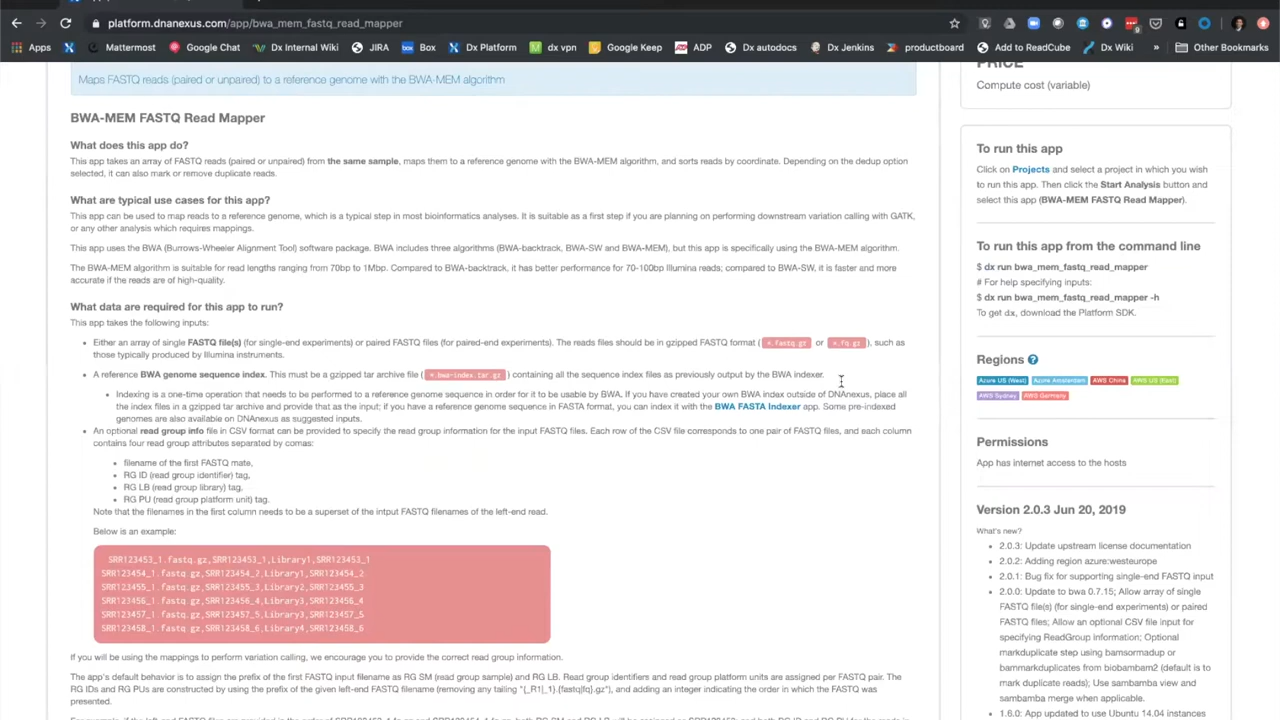 platform.dnanexus.com/app/bwa_mem_fastq_read_mapper
Apps
Mattermost
Google Chat
Dx Internal Wiki
JIRA
Box
Dx Platform
dx vpn
Google Keep
ADP
Dx autodocs
Dx Jenkins
productboard
Add to ReadCube
Dx Wiki
»
Other Bookmarks
Maps FASTQ reads (paired or unpaired) to a reference genome with the BWA-MEM algorithm
BWA-MEM FASTQ Read Mapper
What does this app do?
This app takes an array of FASTQ reads (paired or unpaired) from the same sample, maps them to a reference genome with the BWA-MEM algorithm, and sorts reads by coordinate. Depending on the dedup option
selected, it can also mark or remove duplicate reads.
What are typical use cases for this app?
This app can be used to map reads to a reference genome, which is a typical step in most bioinformatics analyses. It is suitable as a first step if you are planning on performing downstream variation calling with GATK,
or any other analysis which requires mappings.
This app uses the BWA (Burrows-Wheeler Alignment Tool) software package. BWA includes three algorithms (BWA-backtrack, BWA-SW and BWA-MEM), but this app is specifically using the BWA-MEM algorithm.
The BWA-MEM algorithm is suitable for read lengths ranging from 70bp to 1Mbp. Compared to BWA-backtrack, it has better performance for 70-100bp Illumina reads; compared to BWA-SW, it is faster and more
accurate if the reads are of high-quality.
What data are required for this app to run?
This app takes the following inputs:
• Either an array of single FASTQ file(s) (for single-end experiments) or paired FASTQ files (for paired-end experiments). The reads files should be in gzipped FASTQ format ( *.fastq.gz or *.fq.gz ), such as
those typically produced by Illumina instruments.
• A reference BWA genome sequence index. This must be a gzipped tar archive file ( *.bwa-index.tar.gz ) containing all the sequence index files as previously output by the BWA indexer.
• Indexing is a one-time operation that needs to be performed to a reference genome sequence in order for it to be usable by BWA. If you have created your own BWA index outside of DNAnexus, place all
the index files in a gzipped tar archive and provide that as the input; if you have a reference genome sequence in FASTA format, you can index it with the BWA FASTA Indexer app. Some pre-indexed
genomes are also available on DNAnexus as suggested inputs.
• An optional read group info file in CSV format can be provided to specify the read group information for the input FASTQ files. Each row of the CSV file corresponds to one pair of FASTQ files, and each column
contains four read group attributes separated by comas:
• filename of the first FASTQ mate,
• RG ID (read group identifier) tag,
• RG LB (read group library) tag,
• RG PU (read group platform unit) tag.
Note that the filenames in the first column needs to be a superset of the intput FASTQ filenames of the left-end read.
Below is an example:
SRR123453_1.fastq.gz,SRR123453_1,Library1,SRR123453_1
SRR123454_1.fastq.gz,SRR123454_2,Library1,SRR123454_2
SRR123455_1.fastq.gz,SRR123455_3,Library2,SRR123455_3
SRR123456_1.fastq.gz,SRR123456_4,Library3,SRR123456_4
SRR123457_1.fastq.gz,SRR123457_5,Library3,SRR123457_5
SRR123458_1.fastq.gz,SRR123458_6,Library4,SRR123458_6
If you will be using the mappings to perform variation calling, we encourage you to provide the correct read group information.
The app's default behavior is to assign the prefix of the first FASTQ input filename as RG SM (read group sample) and RG LB. Read group identifiers and read group platform units are assigned per FASTQ pair. The
RG IDs and RG PUs are constructed by using the prefix of the given left-end FASTQ filename (removing any tailing "{_R1|_1}.{fastq|fq}.gz"), and adding an integer indicating the order in which the FASTQ was
presented.
PRICE
Compute cost (variable)
To run this app
Click on Projects and select a project in which you wish
to run this app. Then click the Start Analysis button and
select this app (BWA-MEM FASTQ Read Mapper).
To run this app from the command line
$ dx run bwa_mem_fastq_read_mapper
# For help specifying inputs:
$ dx run bwa_mem_fastq_read_mapper -h
To get dx, download the Platform SDK.
Regions ?
Azure US (West) Azure Amsterdam AWS China AWS US (East)
AWS Sydney AWS Germany
Permissions
App has internet access to the hosts
Version 2.0.3 Jun 20, 2019
What's new?
• 2.0.3: Update upstream license documentation
• 2.0.2: Adding region azure:westeurope
• 2.0.1: Bug fix for supporting single-end FASTQ input
• 2.0.0: Update to bwa 0.7.15; Allow array of single
FASTQ file(s) (for single-end experiments) or paired
FASTQ files; Allow an optional CSV file input for
specifying ReadGroup information; Optional
markduplicate step using bamsormadup or
bammarkduplicates from biobambam2 (default is to
mark duplicate reads); Use sambamba view and
sambamba merge when applicable.
• 1.6.0: App updated to use Ubuntu 14.04 instances